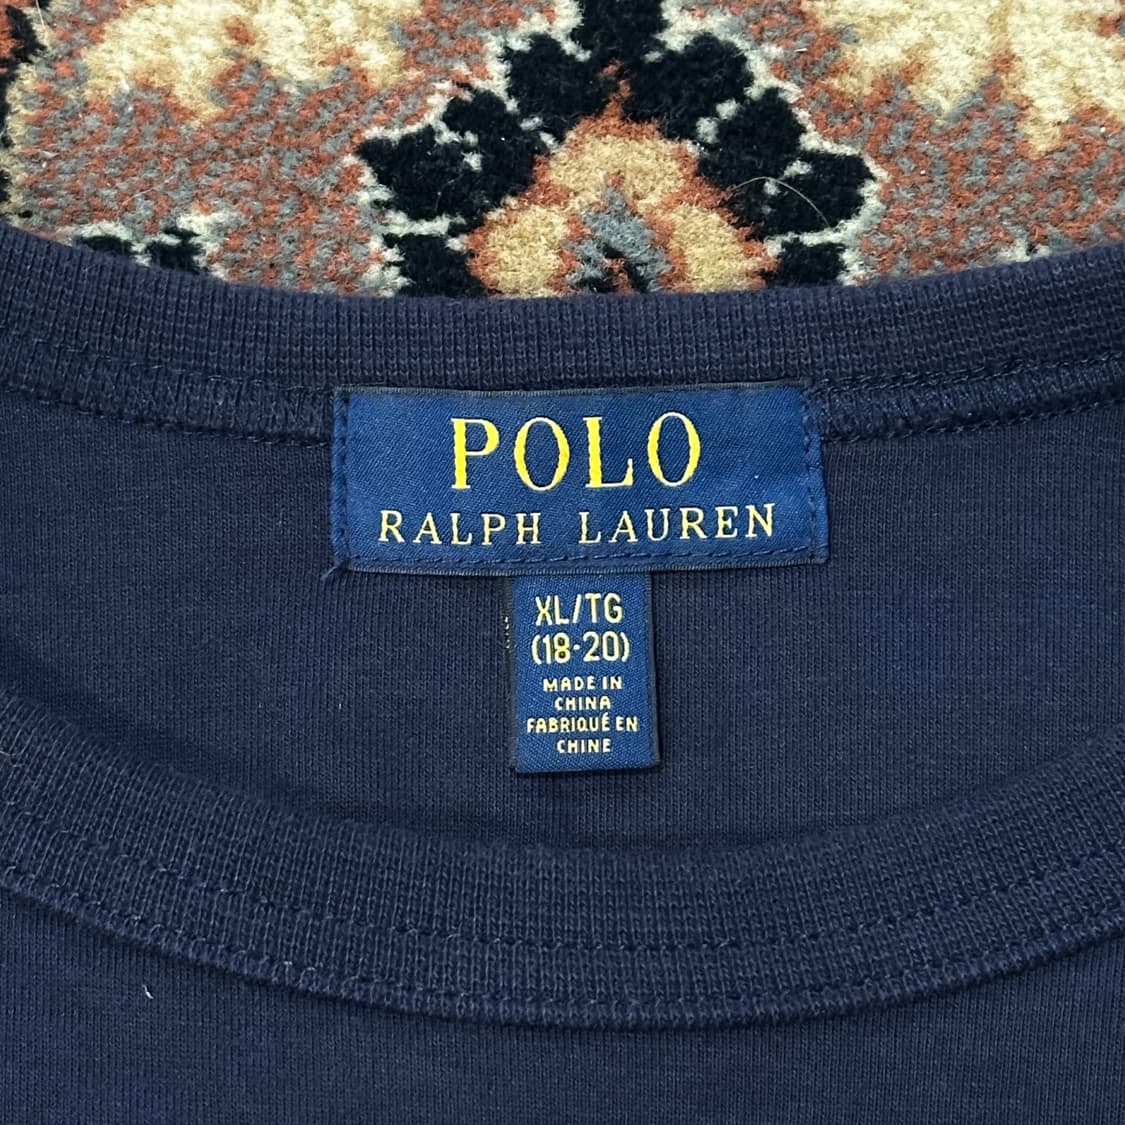 POLO
RALPH LAUREN
XL/TG
(18-20)
MADE IN
CHINA
FABRIQUÉ EN
CHINE